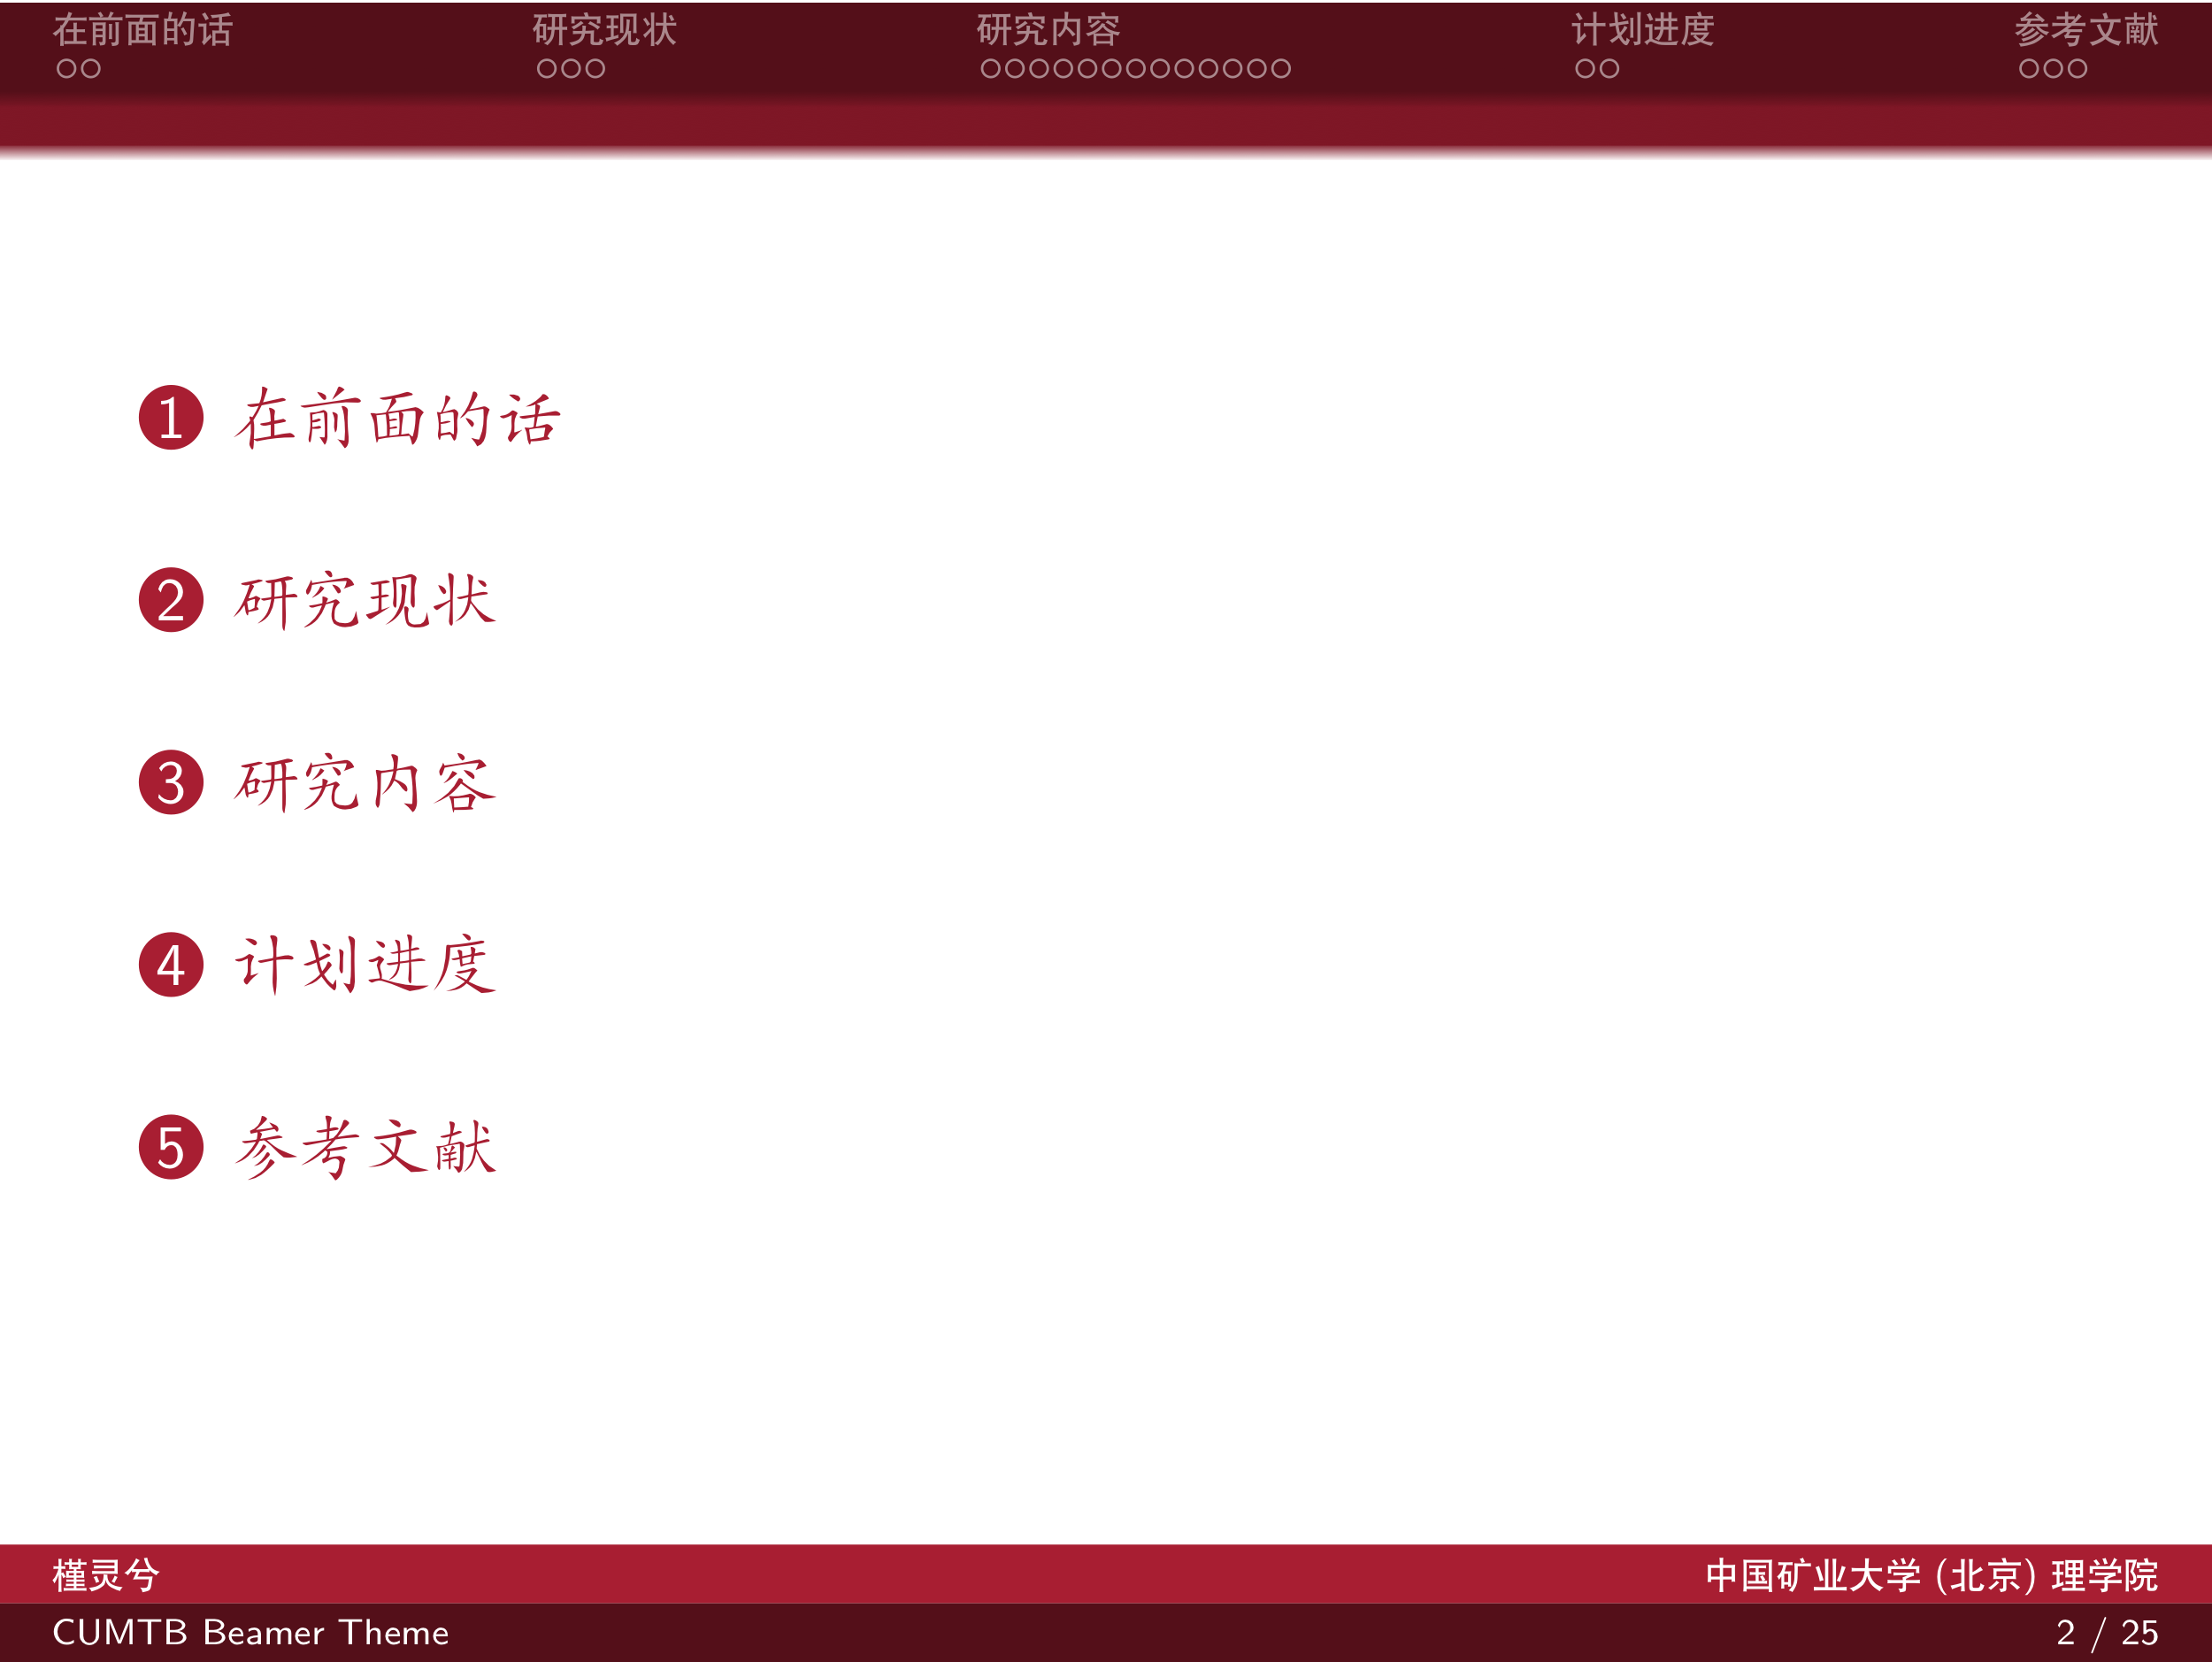 在前面的话 研究现状 研究内容 计划进度 参考文献
1 在前面的话
2 研究现状
3 研究内容
4 计划进度
5 参考文献
槿灵兮 中国矿业大学 (北京) 理学院
CUMTB Beamer Theme 2 / 25